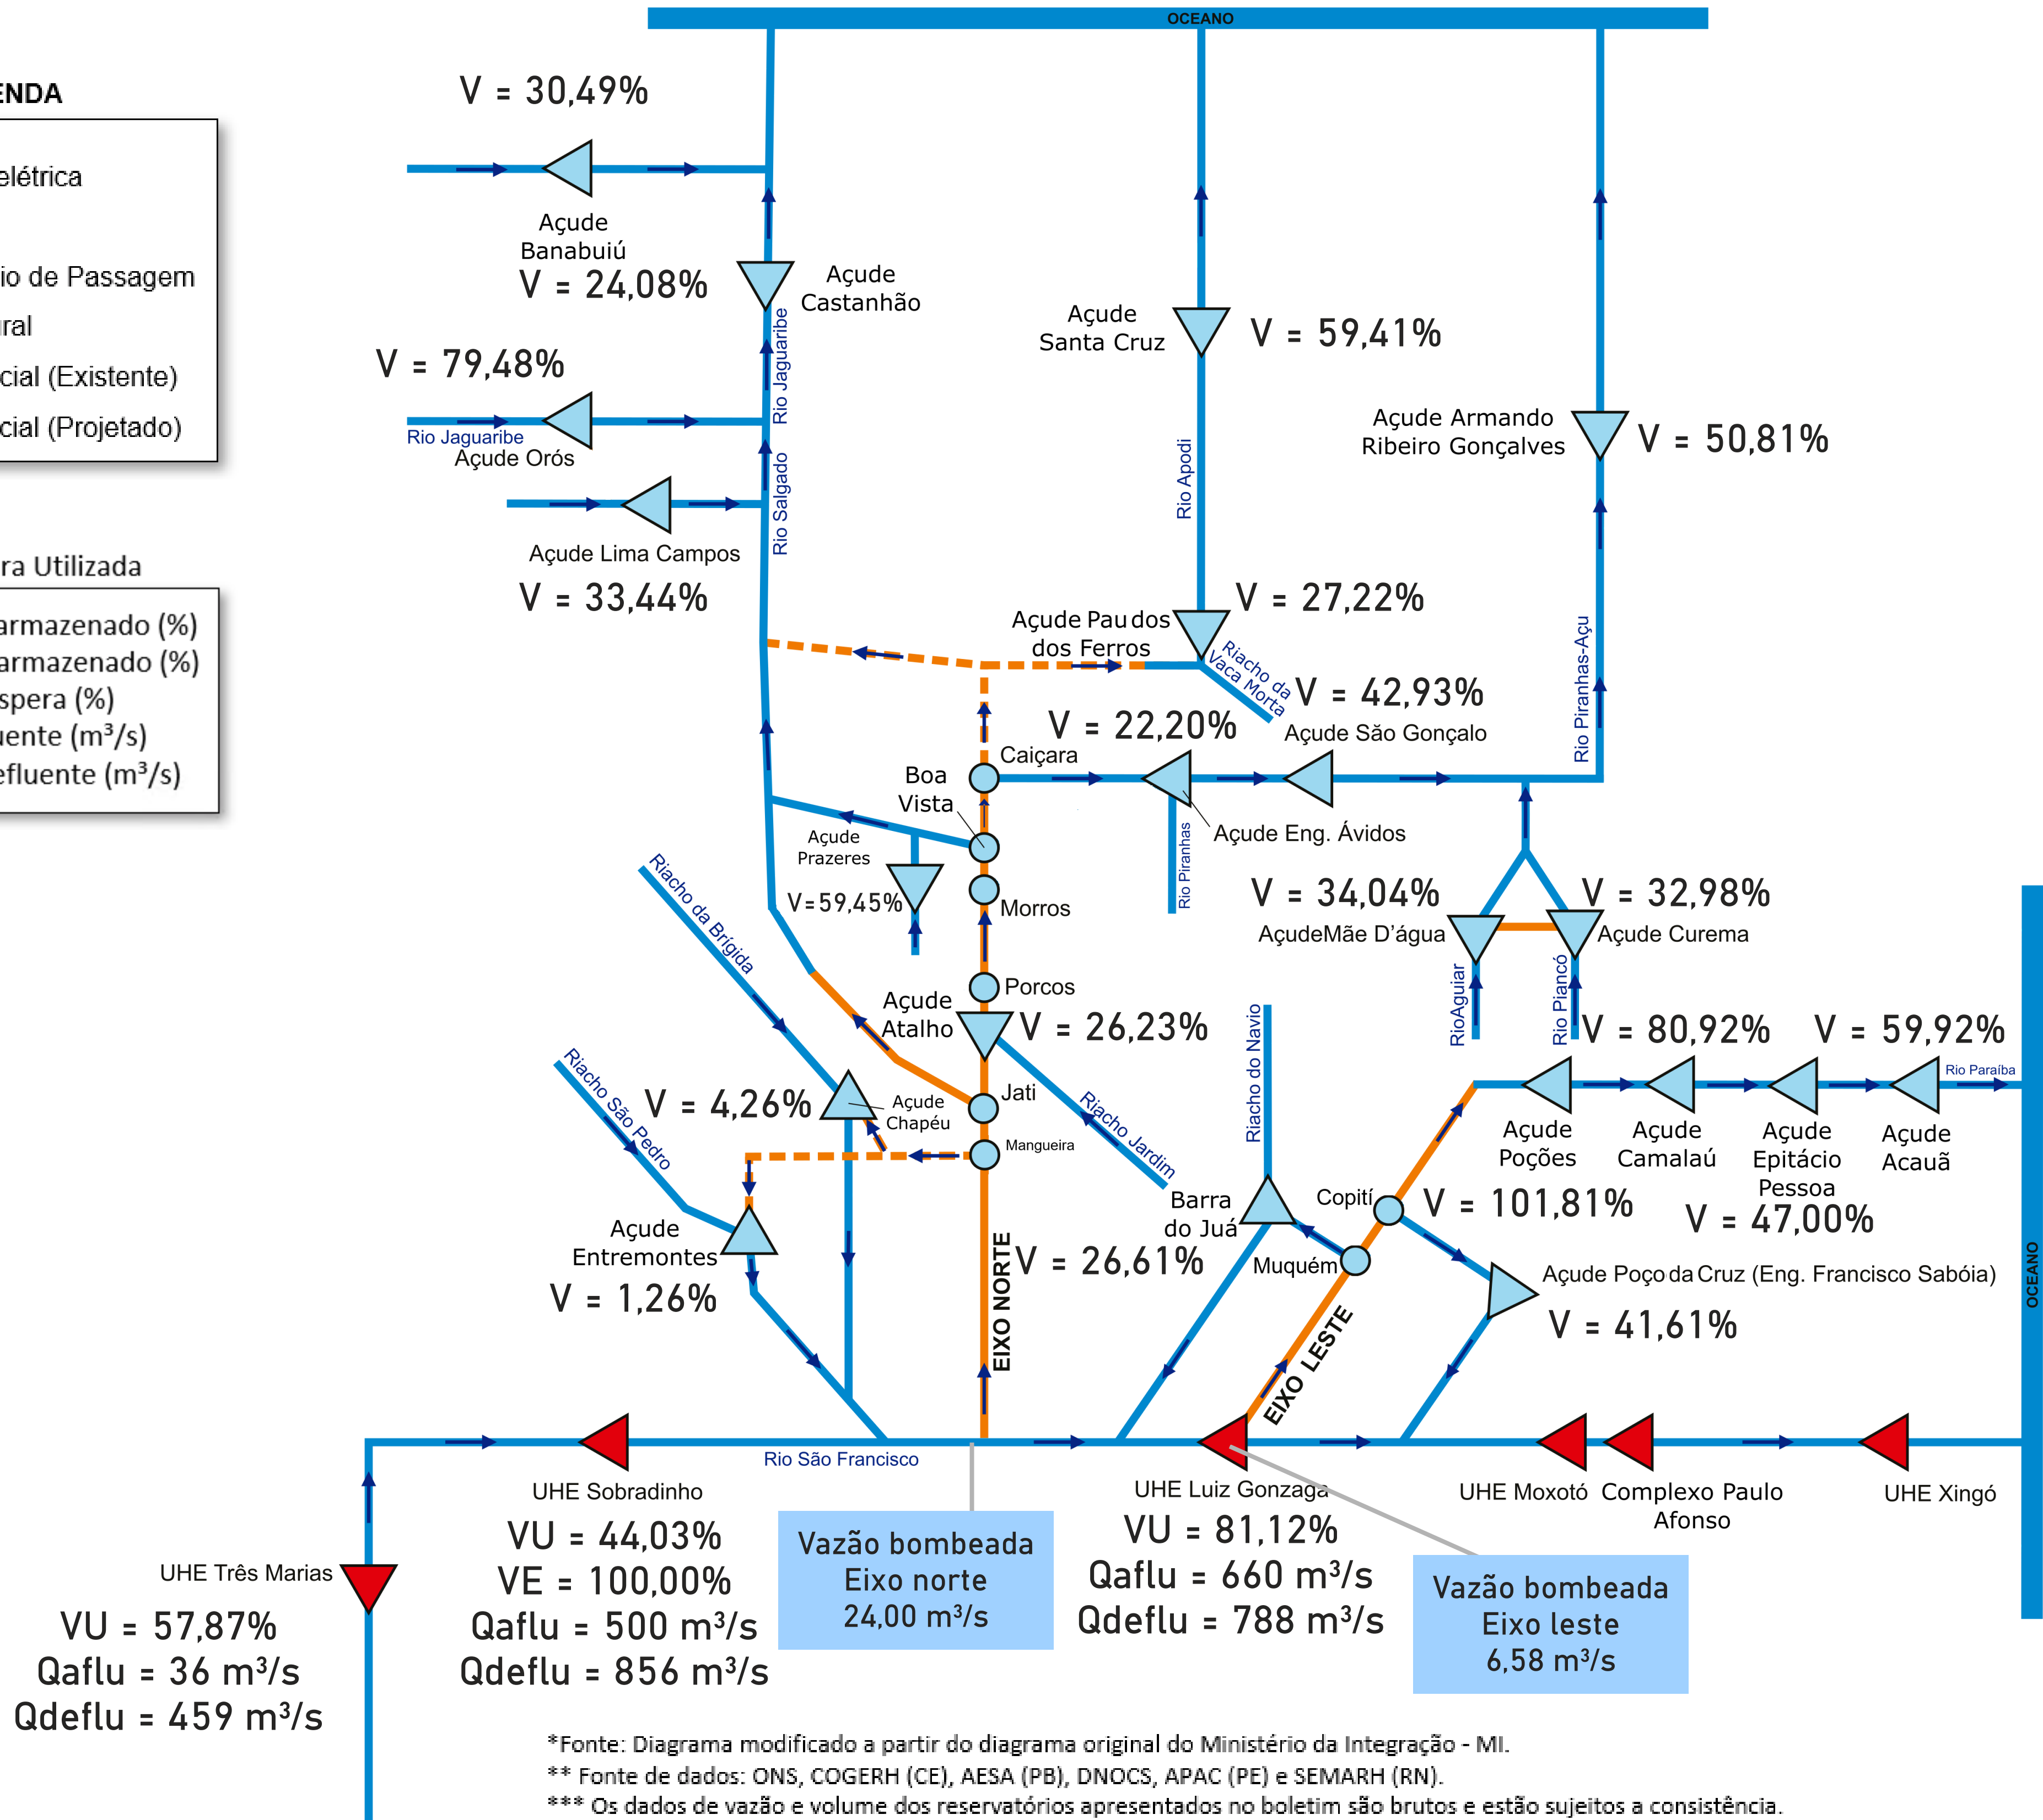 OCEANO
ENDA
elétrica
io de Passagem
ural
cial (Existente)
cial (Projetado)
ra Utilizada
armazenado (%)
armazenado (%)
spera (%)
uente (m³/s)
efluente (m³/s)
V = 30,49%
Açude
Banabuiú
V = 24,08%
Açude
Castanhão
V = 79,48%
Rio Jaguaribe
Açude Orós
Rio Jaguaribe
Rio Salgado
Açude Lima Campos
V = 33,44%
Açude
Santa Cruz
V = 59,41%
Rio Apodi
Açude Armando
Ribeiro Gonçalves
V = 50,81%
Rio Piranhas-Açu
Açude Pau dos
dos Ferros
V = 27,22%
Riacho da
Vaca Morta
V = 42,93%
Açude São Gonçalo
V = 22,20%
Caiçara
Boa
Vista
Açude Eng. Ávidos
Rio Piranhas
Açude
Prazeres
V=59,45%
Morros
Porcos
V = 34,04%
AçudeMãe D'água
V = 32,98%
Açude Curema
RioAguiar
Rio Piancó
Riacho da Brígida
Açude
Atalho
V = 26,23%
Riacho São Pedro
V = 4,26%
Açude
Chapéu
Jati
Mangueira
Riacho Jardim
Riacho do Navio
V = 80,92%
V = 59,92%
Rio Paraíba
Açude
Poções
Açude
Camalaú
Açude
Epitácio
Pessoa
Açude
Acauã
V = 101,81%
V = 47,00%
Açude
Entremontes
V = 1,26%
EIXO NORTE
V = 26,61%
Barra
do Juá
Copití
Muquém
EIXO LESTE
Açude Poço da Cruz (Eng. Francisco Sabóia)
V = 41,61%
OCEANO
Rio São Francisco
UHE Sobradinho
VU = 44,03%
VE = 100,00%
Qaflu = 500 m³/s
Qdeflu = 856 m³/s
Vazão bombeada
Eixo norte
24,00 m³/s
UHE Luiz Gonzaga
VU = 81,12%
Qaflu = 660 m³/s
Qdeflu = 788 m³/s
Vazão bombeada
Eixo leste
6,58 m³/s
UHE Moxotó
Complexo Paulo
Afonso
UHE Xingó
UHE Três Marias
VU = 57,87%
Qaflu = 36 m³/s
Qdeflu = 459 m³/s
*Fonte: Diagrama modificado a partir do diagrama original do Ministério da Integração - MI.
** Fonte de dados: ONS, COGERH (CE), AESA (PB), DNOCS, APAC (PE) e SEMARH (RN).
*** Os dados de vazão e volume dos reservatórios apresentados no boletim são brutos e estão sujeitos a consistência.